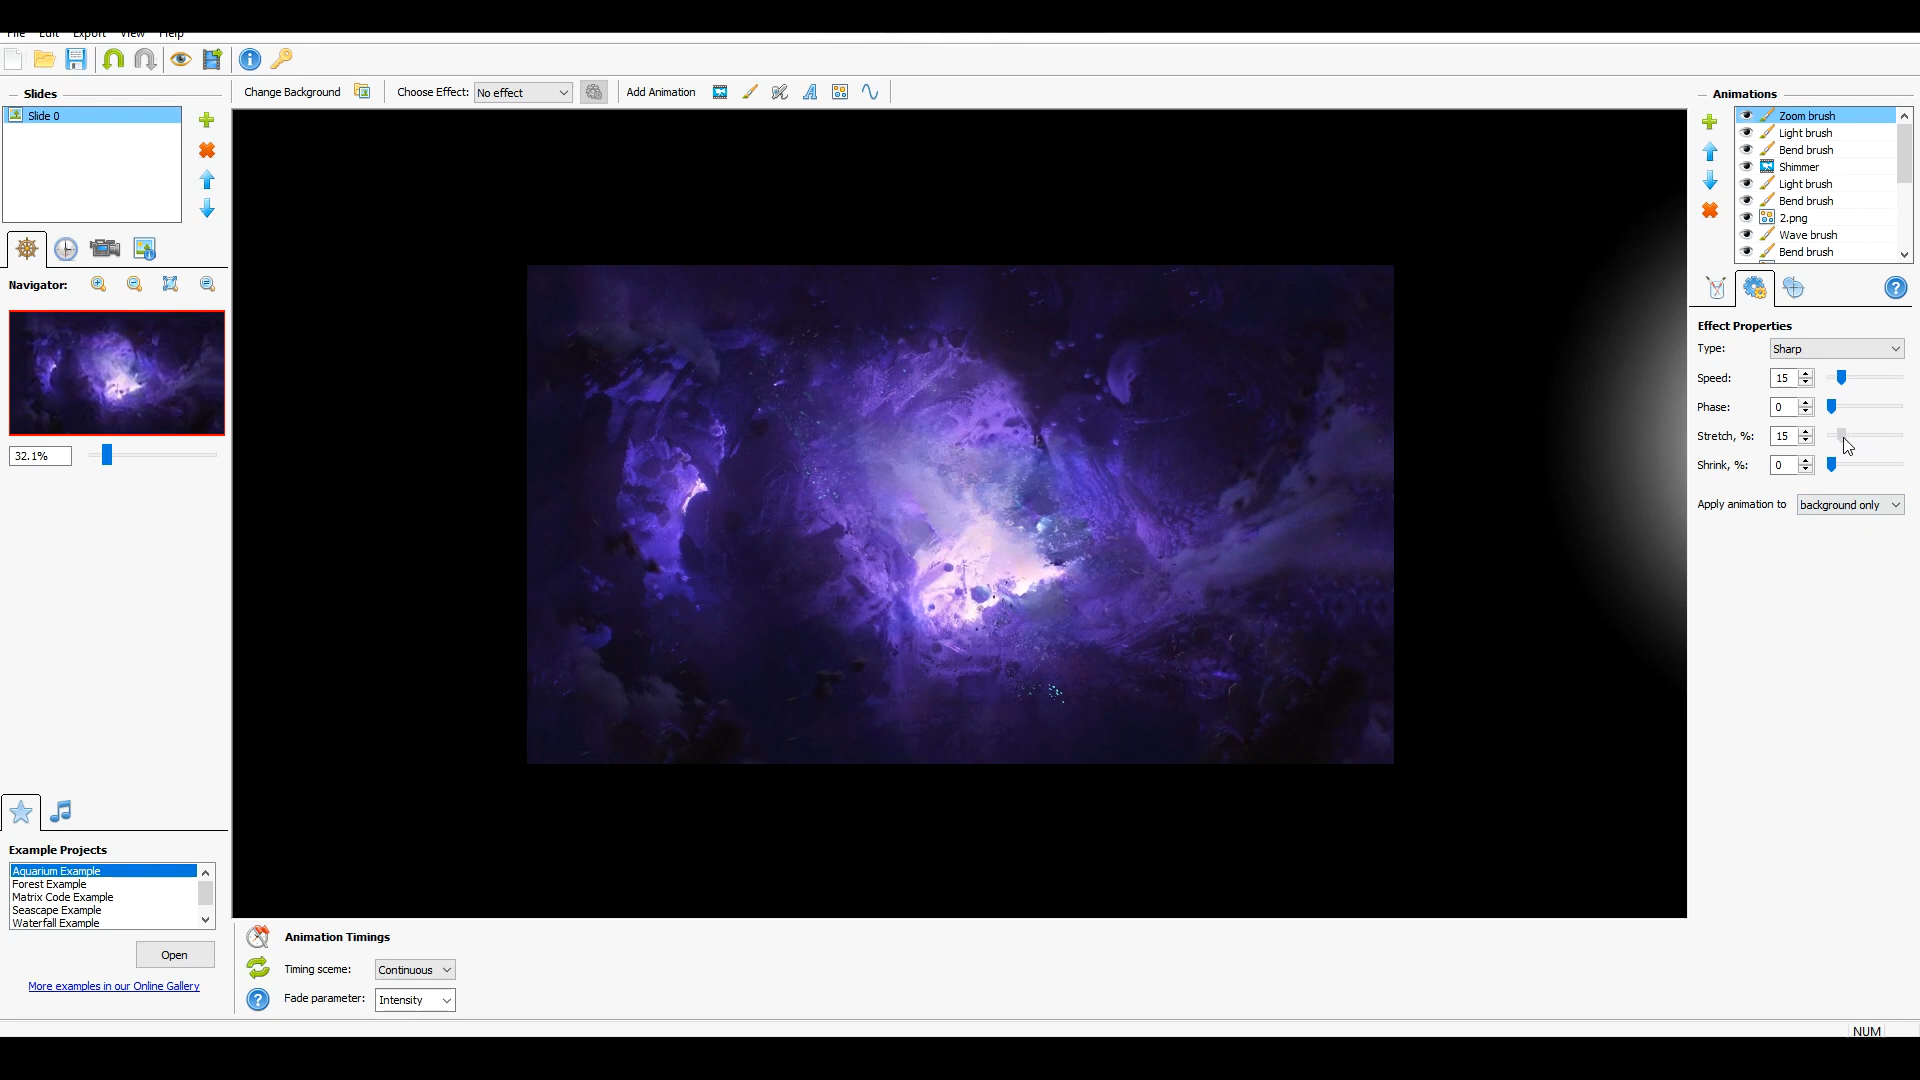 File Edit Export View Help
Slides
Change Background
Choose Effect:
No effect
Add Animation
Animations
Slide 0
Zoom brush
Light brush
Bend brush
Shimmer
Light brush
Bend brush
2.png
Wave brush
Bend brush
Navigator:
32.1%
Effect Properties
Type:
Sharp
Speed:
15
Phase:
0
Stretch, %:
15
Shrink, %:
0
Apply animation to
background only
Example Projects
Aquarium Example
Forest Example
Matrix Code Example
Seascape Example
Waterfall Example
Open
More examples in our Online Gallery
Animation Timings
Timing sceme:
Continuous
Fade parameter:
Intensity
NUM